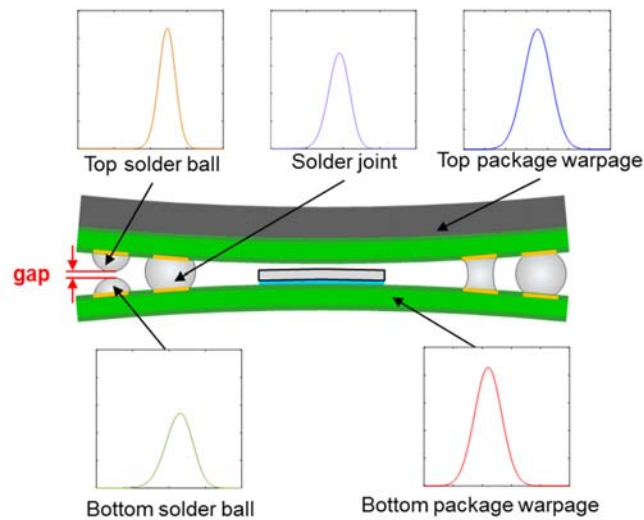 Top solder ball
Solder joint
Top package warpage
gap
Bottom solder ball
Bottom package warpage